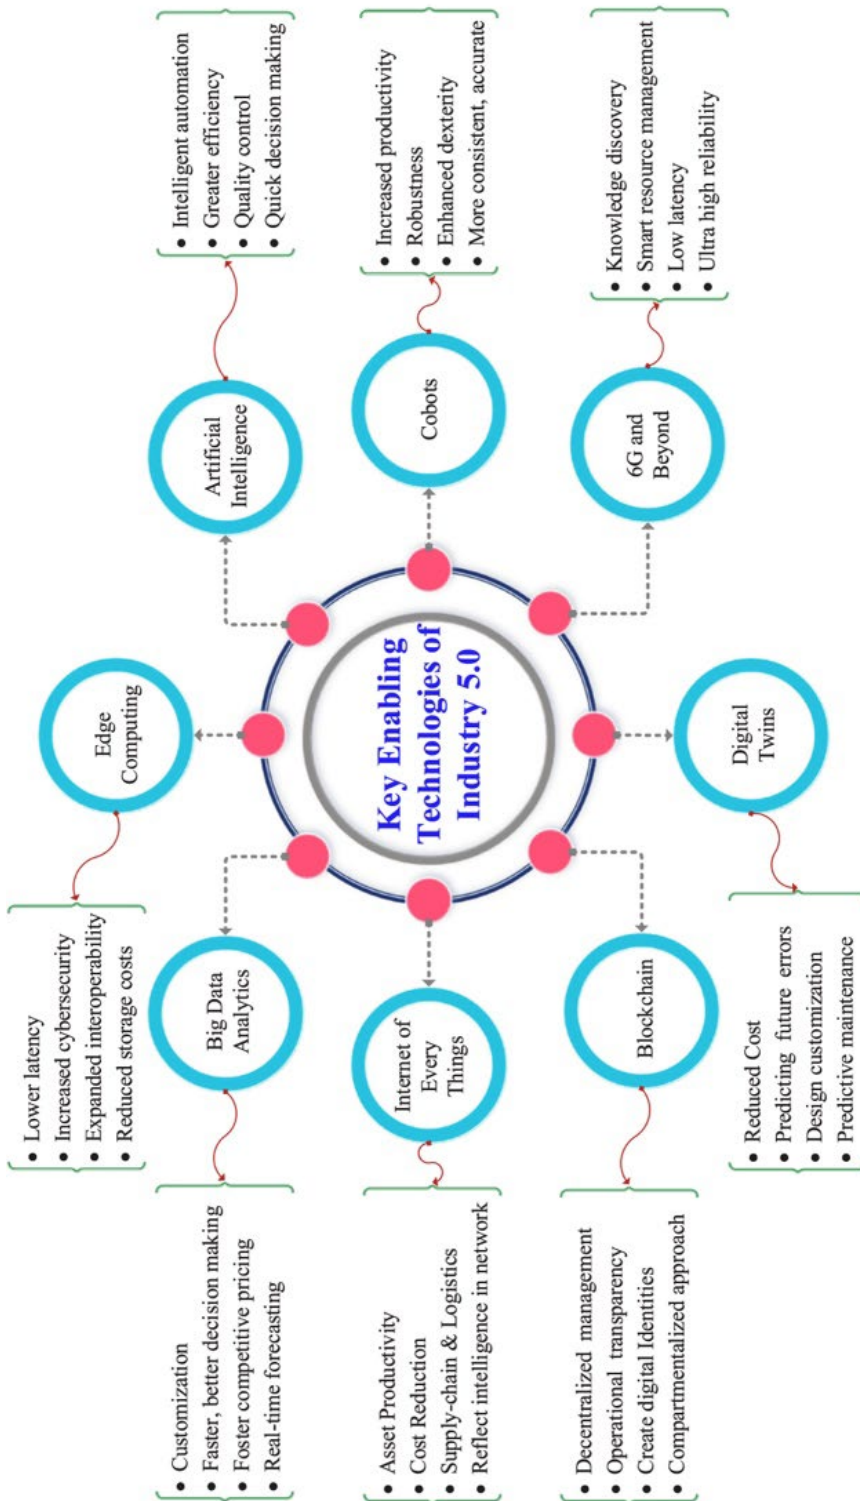 Key Enabling
Technologies of
Industry 5.0
Edge
Computing
• Lower latency
• Increased cybersecurity
• Expanded interoperability
• Reduced storage costs
Artificial
Intelligence
• Intelligent automation
• Greater efficiency
• Quality control
• Quick decision making
Cobots
• Increased productivity
• Robustness
• Enhanced dexterity
• More consistent, accurate
6G and
Beyond
• Knowledge discovery
• Smart resource management
• Low latency
• Ultra high reliability
Digital
Twins
• Reduced Cost
• Predicting future errors
• Design customization
• Predictive maintenance
Blockchain
• Decentralized management
• Operational transparency
• Create digital Identities
• Compartmentalized approach
Internet of
Every
Things
• Asset Productivity
• Cost Reduction
• Supply-chain & Logistics
• Reflect intelligence in network
Big Data
Analytics
• Customization
• Faster, better decision making
• Foster competitive pricing
• Real-time forecasting